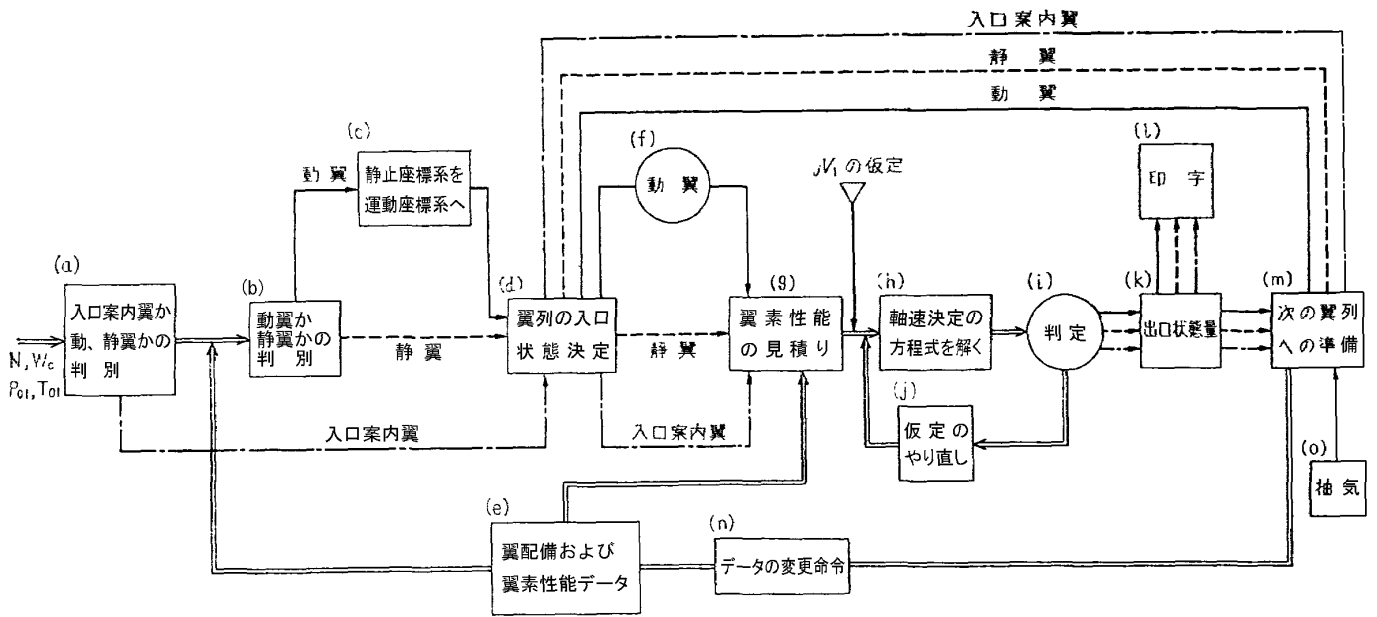 入口案内翼
静翼
動翼
(a)
入口案内翼か
動、静翼かの
判別
N, Wc
P01, T01
(b)
動翼か
静翼かの
判別
動翼
(c)
静止座標系を
運動座標系へ
静翼
入口案内翼
(d)
翼列の入口
状態決定
(f)
動翼
静翼
入口案内翼
(g)
翼素性能
の見積り
jV1の仮定
(h)
軸速決定の
方程式を解く
(i)
判定
(j)
仮定の
やり直し
(k)
出口状態量
(l)
印字
(m)
次の翼列
への準備
(o)
抽気
(e)
翼配備および
翼素性能データ
(n)
データの変更命令